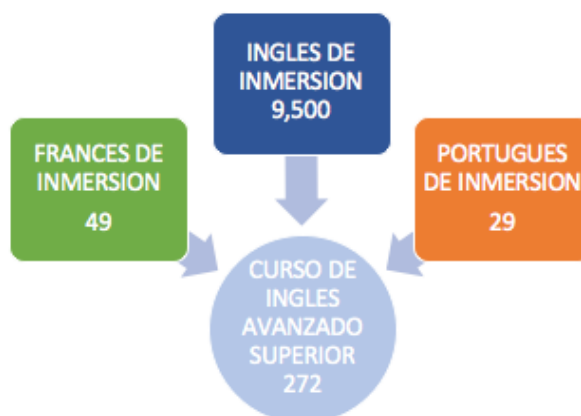 INGLES DE
INMERSION
9,500
FRANCES DE
INMERSION
49
PORTUGUES
DE INMERSION
29
CURSO DE
INGLES
AVANZADO
SUPERIOR
272